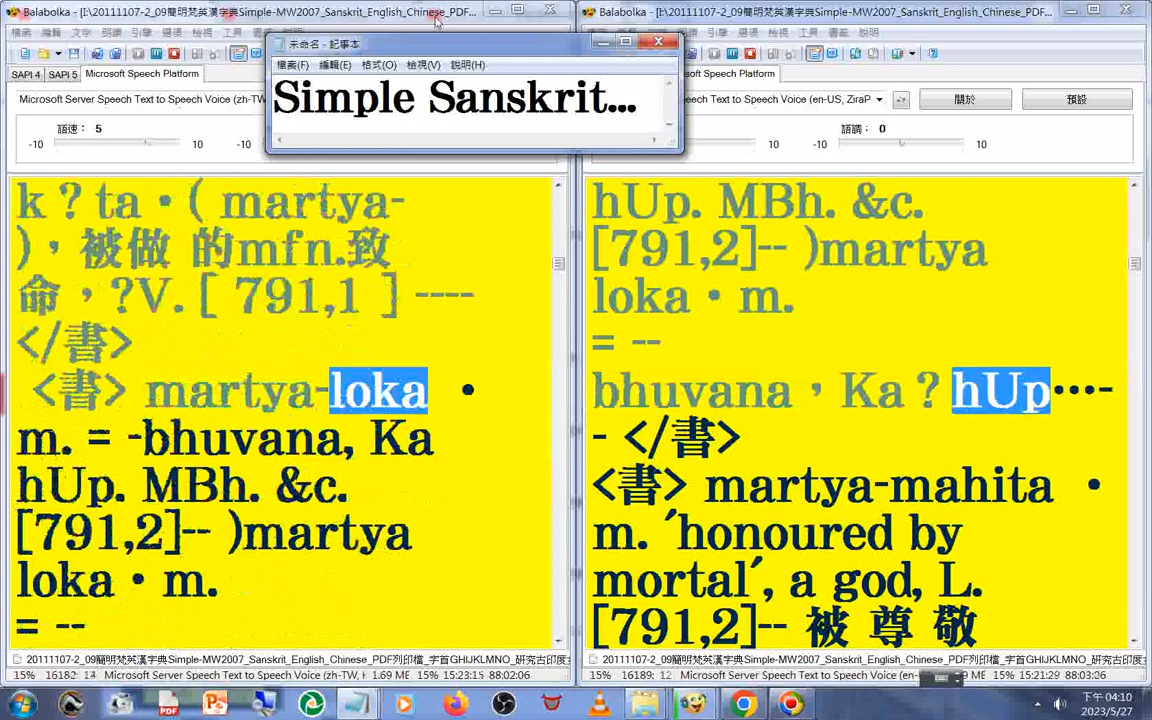 Balabolka - [I:\20111107-2_09簡明梵英漢字典Simple-MW2007_Sanskrit_English_Chinese_PDF...
SAPI 4 SAPI 5 Microsoft Speech Platform
Microsoft Server Speech Text to Speech Voice (zh-TW,
語速： 5
-10 10 -10
k？ta•( martya-
)，被做 的mfn.致
命，?V. [ 791,1 ] ----
</書>
<書> martya-loka •
m. = -bhuvana, Ka
hUp. MBh. &c.
[791,2]-- )martya
loka•m.
= --
20111107-2_09簡明梵英漢字典Simple-MW2007_Sanskrit_English_Chinese_PDF列印檔_字首GHIJKLMNO_研究古印度
15% Microsoft Server Speech Text to Speech Voice (zh-TW, 1.69 MB 15% 15:23:15 88:02:06
未命名 - 記事本
檔案(F) 編輯(E) 格式(O) 檢視(V) 說明(H)
Simple Sanskrit...
Balabolka - [I:\20111107-2_09簡明梵英漢字典Simple-MW2007_Sanskrit_English_Chinese_PDF...
Speech Platform
eech Text to Speech Voice (en-US, ZiraP
關於 預設
10 語調： 0
-10 10
hUp. MBh. &c.
[791,2]-- )martya
loka•m.
= --
bhuvana，Ka？hUp•••-
- </書>
<書> martya-mahita •
m. ´honoured by
mortal´, a god, L.
[791,2]-- 被 尊 敬
20111107-2_09簡明梵英漢字典Simple-MW2007_Sanskrit_English_Chinese_PDF列印檔_字首GHIJKLMNO_研究古印度
15% Microsoft Server Speech Text to Speech Voice (en-US, 15% 15:21:29 88:03:36
下午 04:10
2023/5/27